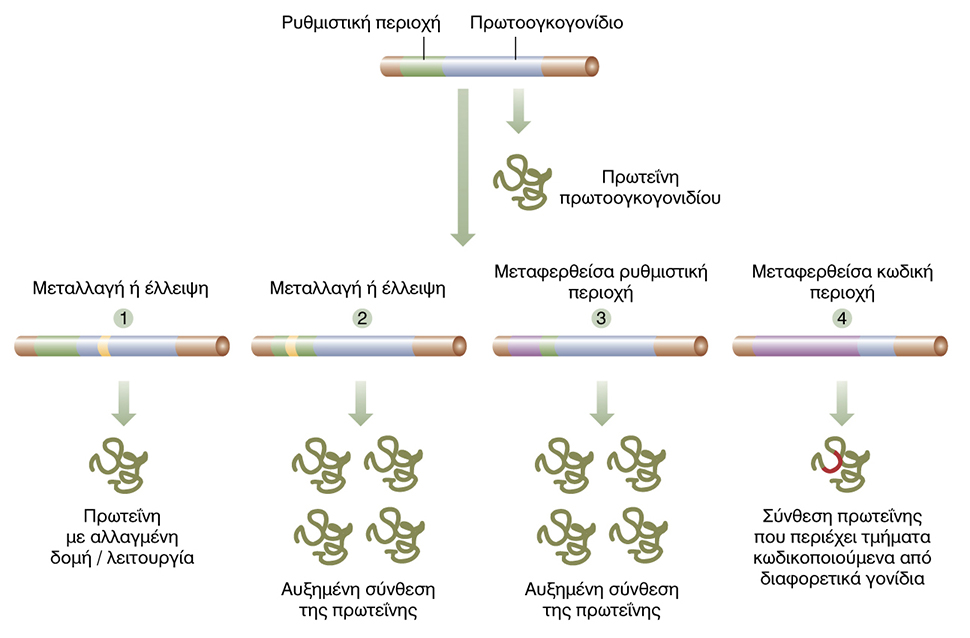 Ρυθμιστική περιοχή
Πρωτοογκογονίδιο
Πρωτεΐνη
πρωτοογκογονιδίου
Μεταλλαγή ή έλλειψη
1
Πρωτεΐνη
με αλλαγμένη
δομή / λειτουργία
Μεταλλαγή ή έλλειψη
2
Αυξημένη σύνθεση
της πρωτεΐνης
Μεταφερθείσα ρυθμιστική
περιοχή
3
Αυξημένη σύνθεση
της πρωτεΐνης
Μεταφερθείσα κωδική
περιοχή
4
Σύνθεση πρωτεΐνης
που περιέχει τμήματα
κωδικοποιούμενα από
διαφορετικά γονίδια